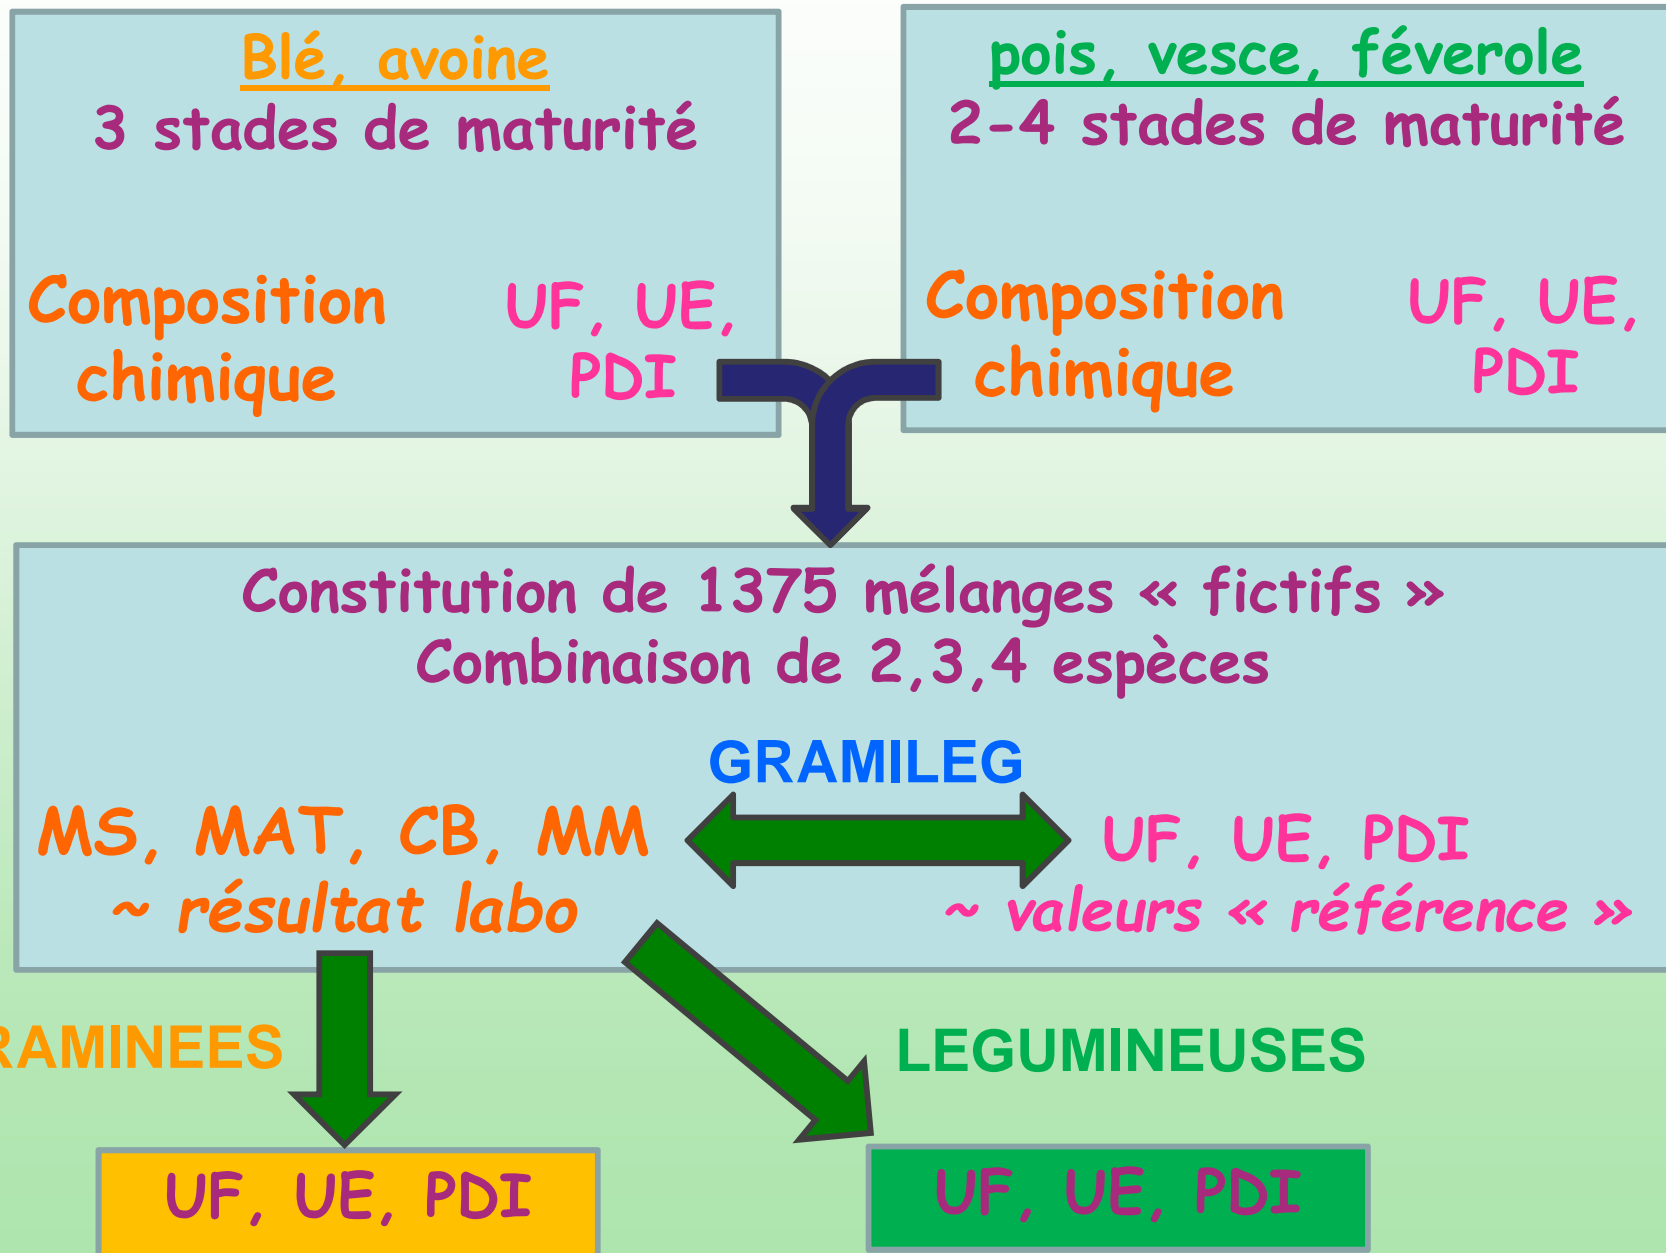 Blé, avoine
3 stades de maturité
Composition
chimique
UF, UE,
PDI
pois, vesce, féverole
2-4 stades de maturité
Composition
chimique
UF, UE,
PDI
Constitution de 1375 mélanges « fictifs »
Combinaison de 2,3,4 espèces
GRAMILEG
MS, MAT, CB, MM
~ résultat labo
UF, UE, PDI
~ valeurs « référence »
RAMINEES
LEGUMINEUSES
UF, UE, PDI
UF, UE, PDI